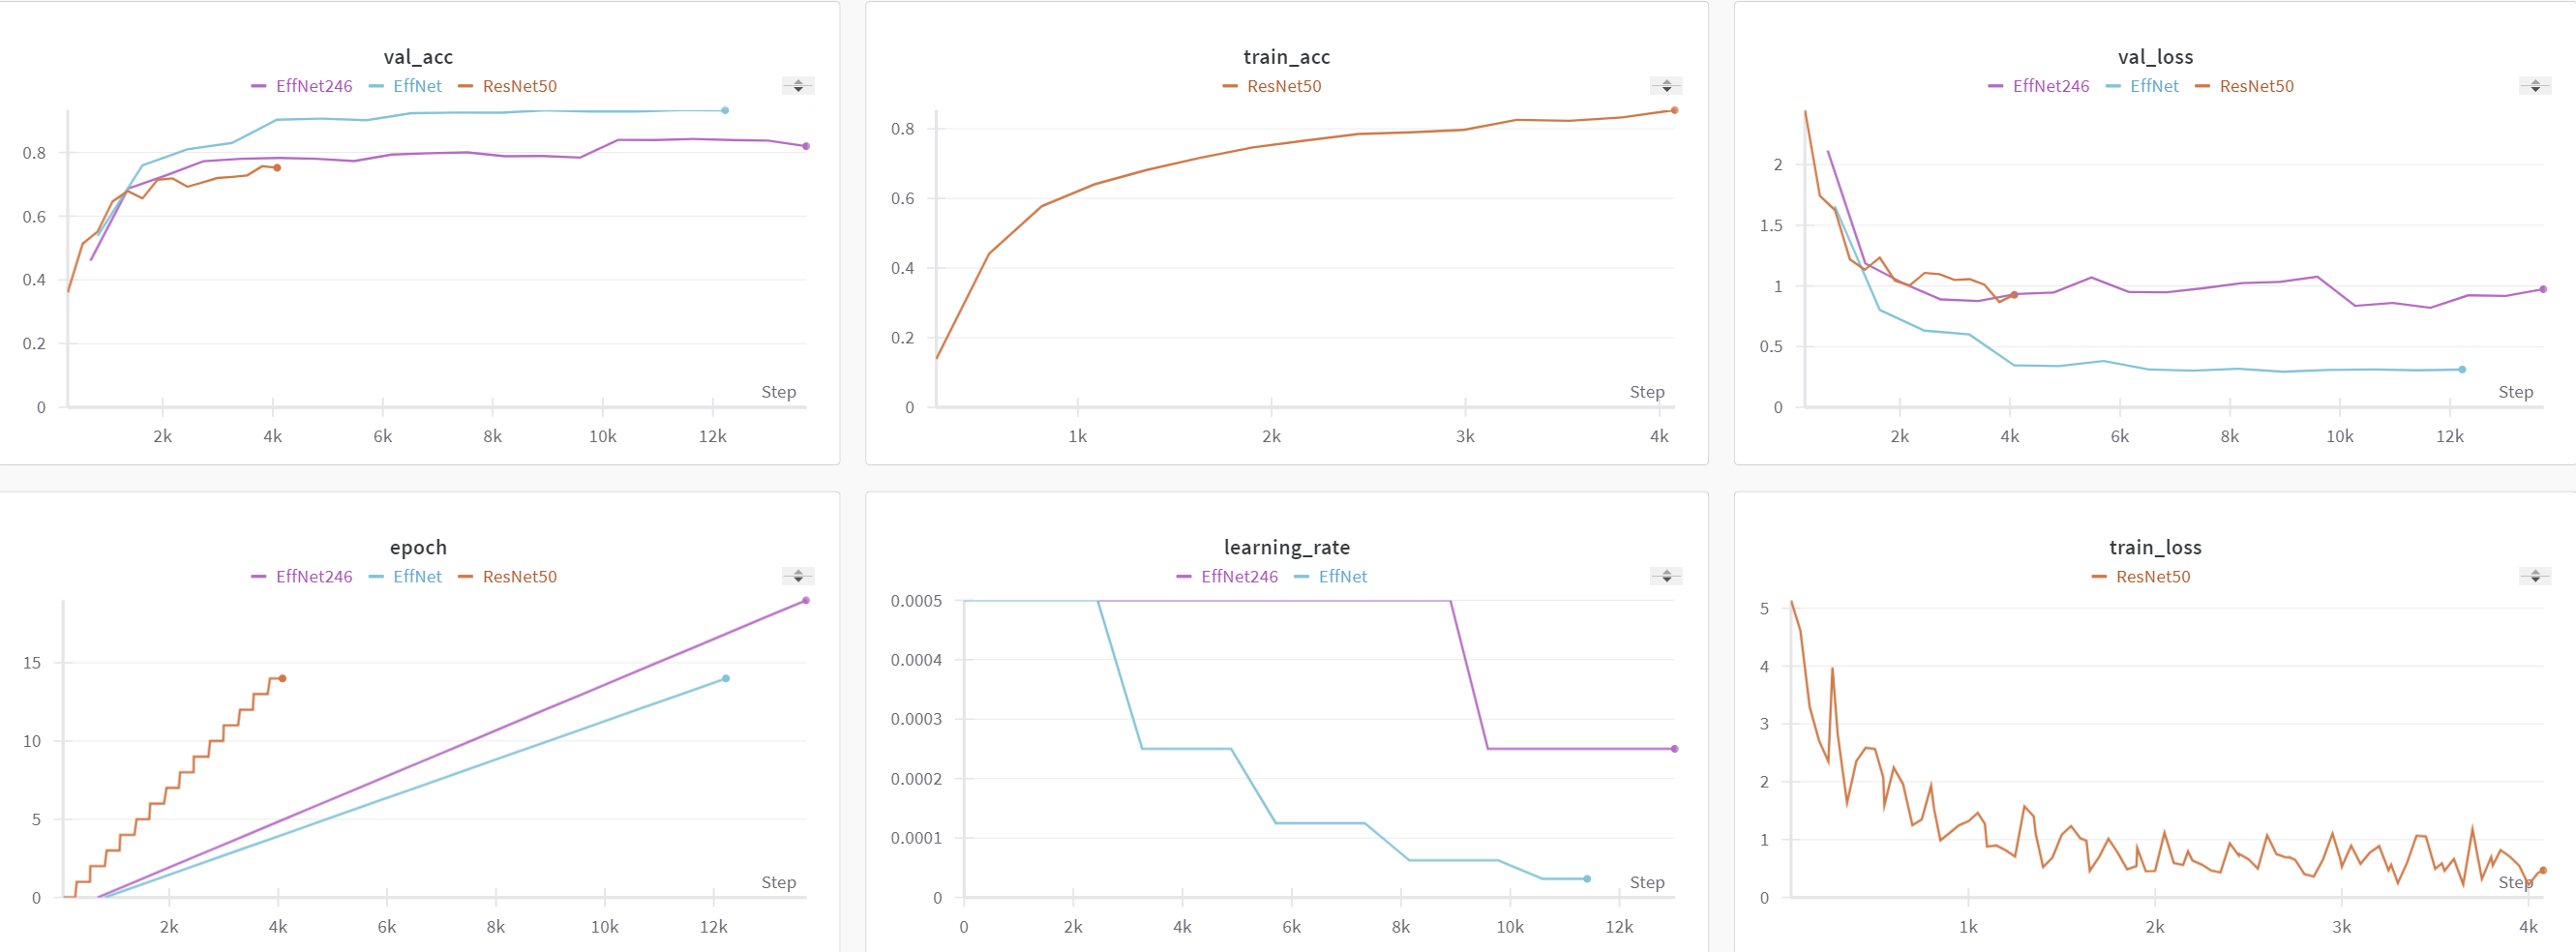 val_acc
EffNet246 EffNet ResNet50
0.8
0.6
0.4
0.2
0
Step
2k 4k 6k 8k 10k 12k
train_acc
ResNet50
0.8
0.6
0.4
0.2
0
Step
1k 2k 3k 4k
val_loss
EffNet246 EffNet ResNet50
2
1.5
1
0.5
0
Step
2k 4k 6k 8k 10k 12k
epoch
EffNet246 EffNet ResNet50
15
10
5
0
Step
2k 4k 6k 8k 10k 12k
learning_rate
EffNet246 EffNet
0.0005
0.0004
0.0003
0.0002
0.0001
0
Step
0 2k 4k 6k 8k 10k 12k
train_loss
ResNet50
5
4
3
2
1
0
Step
1k 2k 3k 4k